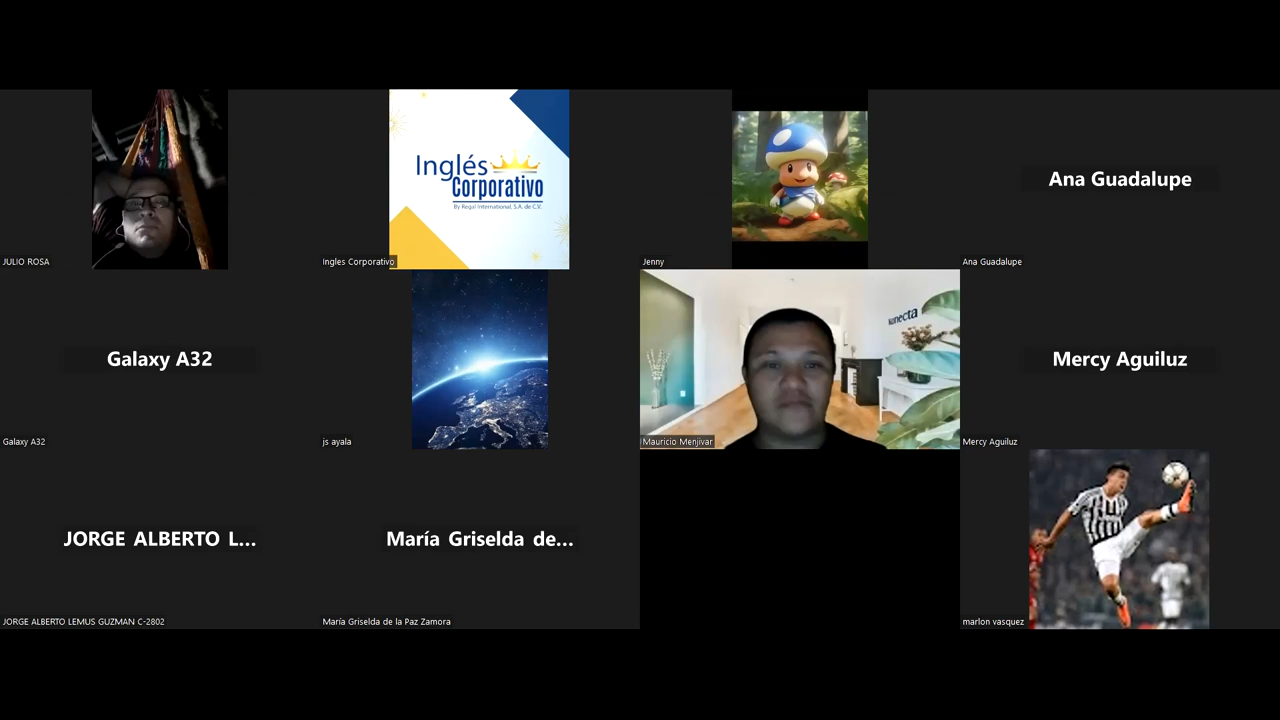 Inglés
Corporativo
By Regal International, S.A. de C.V.
JULIO ROSA
Ingles Corporativo
Jenny
Ana Guadalupe
Ana Guadalupe
Galaxy A32
Galaxy A32
js ayala
konecta
Mauricio Menjivar
Mercy Aguiluz
Mercy Aguiluz
JORGE ALBERTO L...
JORGE ALBERTO LEMUS GUZMAN C-2802
María Griselda de...
María Griselda de la Paz Zamora
marlon vasquez